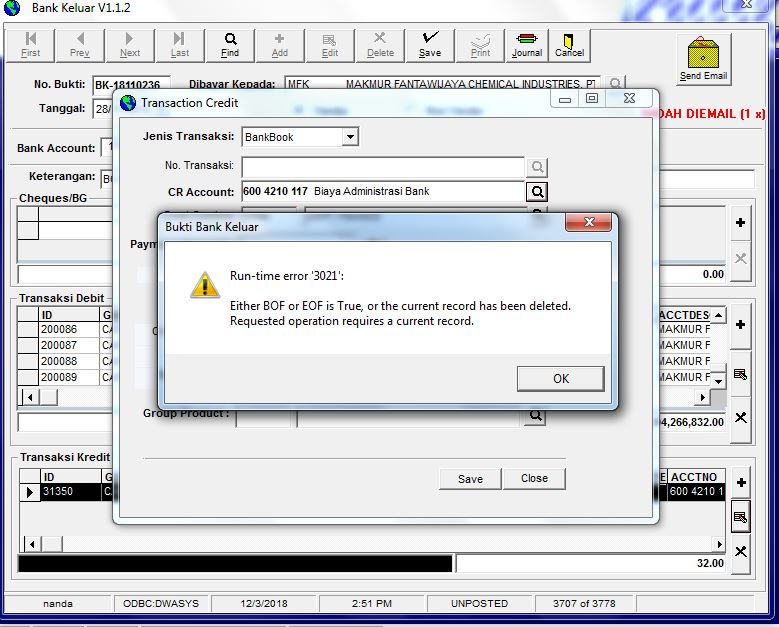 Bank Keluar V1.1.2
First Prev Next Last Find Add Edit Delete Save Print Journal Cancel
Send Email
No. Bukti: BK-18110236 Dibayar Kepada: MFK MAKMUR FANTAWIJAYA CHEMICAL INDUSTRIES, PT
Tanggal: 28/
DAH DIEMAIL (1 x)
Bank Account: 1
Keterangan: B
Cheques/BG
0.00
Transaksi Debit
ID G ACCTDES
200086 CA MAKMUR F
200087 CA MAKMUR F
200088 CA MAKMUR F
200089 CA MAKMUR F
4,266,832.00
Transaksi Kredit
ID G E ACCTNO
31350 C 600 4210 1
32.00
nanda ODBC:DWASYS 12/3/2018 2:51 PM UNPOSTED 3707 of 3778
Transaction Credit
Jenis Transaksi: BankBook
No. Transaksi:
CR Account: 600 4210 117 Biaya Administrasi Bank
Paym
Group Product :
Save Close
Bukti Bank Keluar
Run-time error '3021':
Either BOF or EOF is True, or the current record has been deleted.
Requested operation requires a current record.
OK